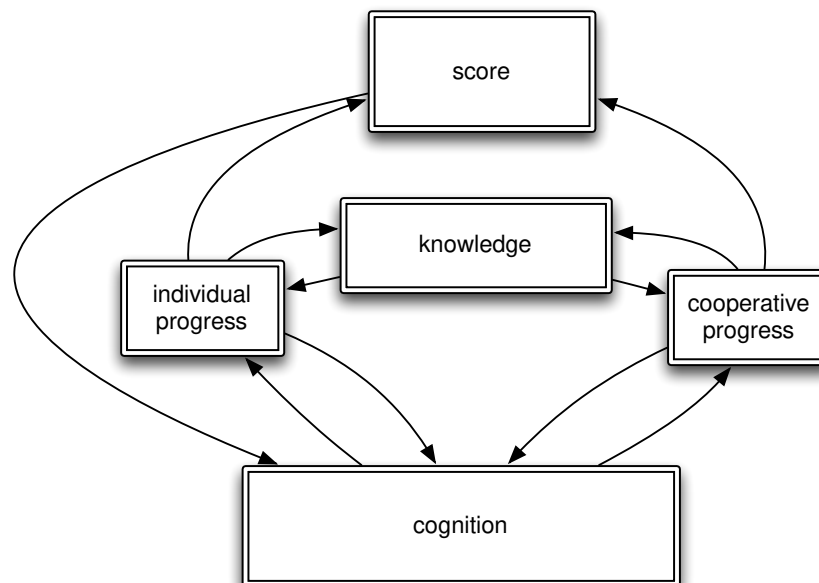 score
knowledge
individual
progress
cooperative
progress
cognition